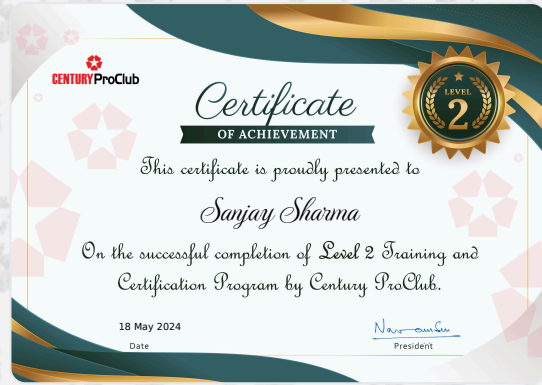 CENTURY ProClub
Certificate
OF ACHIEVEMENT
LEVEL
2
This certificate is proudly presented to
Sanjay Sharma
On the successful completion of Level 2 Training and
Certification Program by Century ProClub.
18 May 2024
Date
President